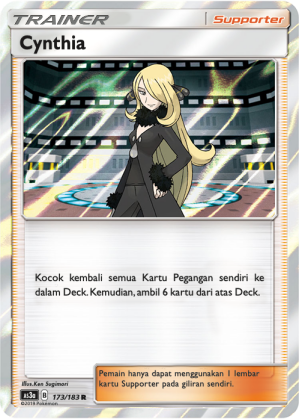 TRAINER
Supporter
Cynthia
Kocok kembali semua Kartu Pegangan sendiri ke
dalam Deck. Kemudian, ambil 6 kartu dari atas Deck.
Illus. Ken Sugimori
Pemain hanya dapat menggunakan 1 lembar
kartu Supporter pada giliran sendiri.
AS3a D 173/183 R
©2019 Pokémon